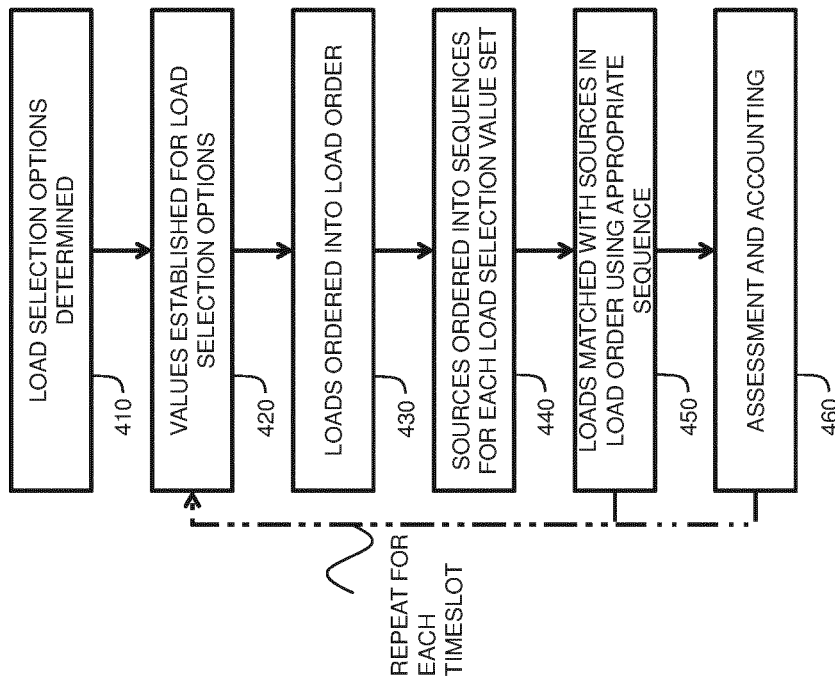 LOAD SELECTION OPTIONS
DETERMINED
410
VALUES ESTABLISHED FOR LOAD
SELECTION OPTIONS
420
LOADS ORDERED INTO LOAD ORDER
430
SOURCES ORDERED INTO SEQUENCES
FOR EACH LOAD SELECTION VALUE SET
440
LOADS MATCHED WITH SOURCES IN
LOAD ORDER USING APPROPRIATE
SEQUENCE
450
ASSESSMENT AND ACCOUNTING
460
REPEAT FOR
EACH
TIMESLOT